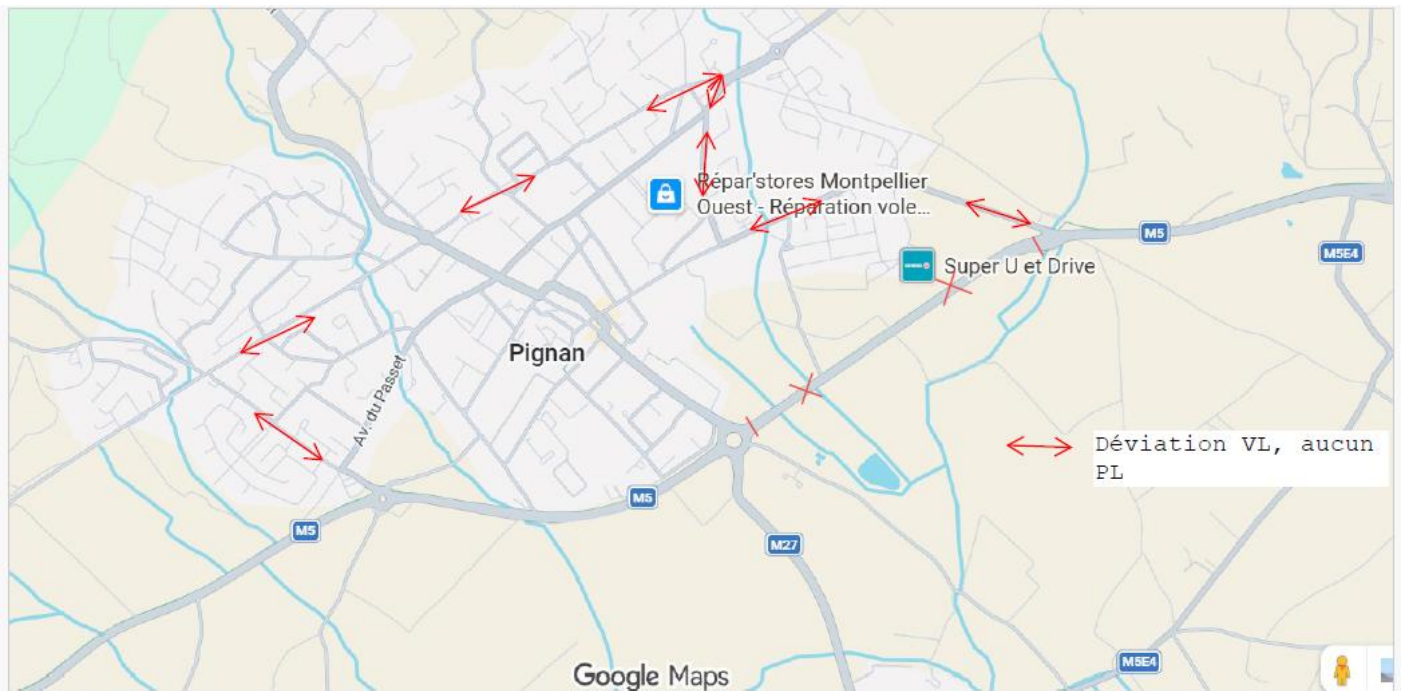 Répar'stores Montpellier
Ouest - Réparation vole...
M5
M5E4
Super U et Drive
Pignan
Av. du Passet
Déviation VL, aucun
PL
M5
M5
M27
M5E4
Google Maps